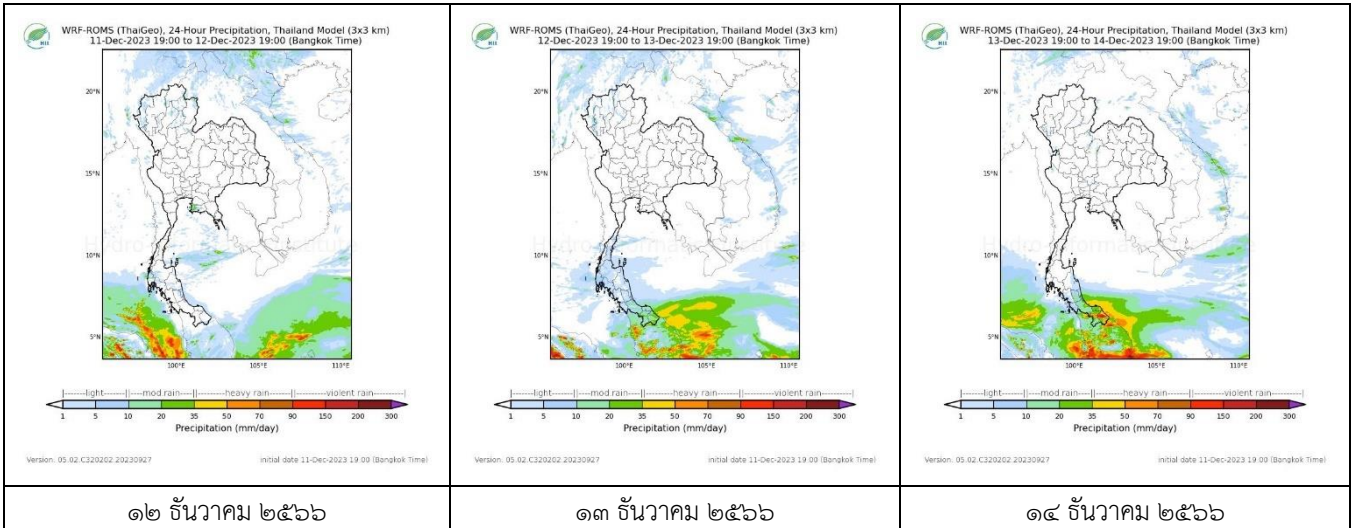 WRF-ROMS (ThaiGeo), 24-Hour Precipitation, Thailand Model (3x3 km)
11-Dec-2023 19:00 to 12-Dec-2023 19:00 (Bangkok Time)
HII
20°N
15°N
10°N
5°N
100°E 105°E 110°E
Hydro Informatics Institute
light mod rain heavy rain violent rain
1 5 10 20 35 50 70 90 150 200 300
Precipitation (mm/day)
Version: 05.02.C320202.20230927 initial date 11-Dec-2023 19:00 (Bangkok Time)
๑๒ ธันวาคม ๒๕๖๖
WRF-ROMS (ThaiGeo), 24-Hour Precipitation, Thailand Model (3x3 km)
12-Dec-2023 19:00 to 13-Dec-2023 19:00 (Bangkok Time)
HII
20°N
15°N
10°N
5°N
100°E 105°E 110°E
Hydro Informatics Institute
light mod rain heavy rain violent rain
1 5 10 20 35 50 70 90 150 200 300
Precipitation (mm/day)
Version: 05.02.C320202.20230927 initial date 11-Dec-2023 19:00 (Bangkok Time)
๑๓ ธันวาคม ๒๕๖๖
WRF-ROMS (ThaiGeo), 24-Hour Precipitation, Thailand Model (3x3 km)
13-Dec-2023 19:00 to 14-Dec-2023 19:00 (Bangkok Time)
HII
20°N
15°N
10°N
5°N
100°E 105°E 110°E
Hydro Informatics Institute
light mod rain heavy rain violent rain
1 5 10 20 35 50 70 90 150 200 300
Precipitation (mm/day)
Version: 05.02.C320202.20230927 initial date 11-Dec-2023 19:00 (Bangkok Time)
๑๔ ธันวาคม ๒๕๖๖